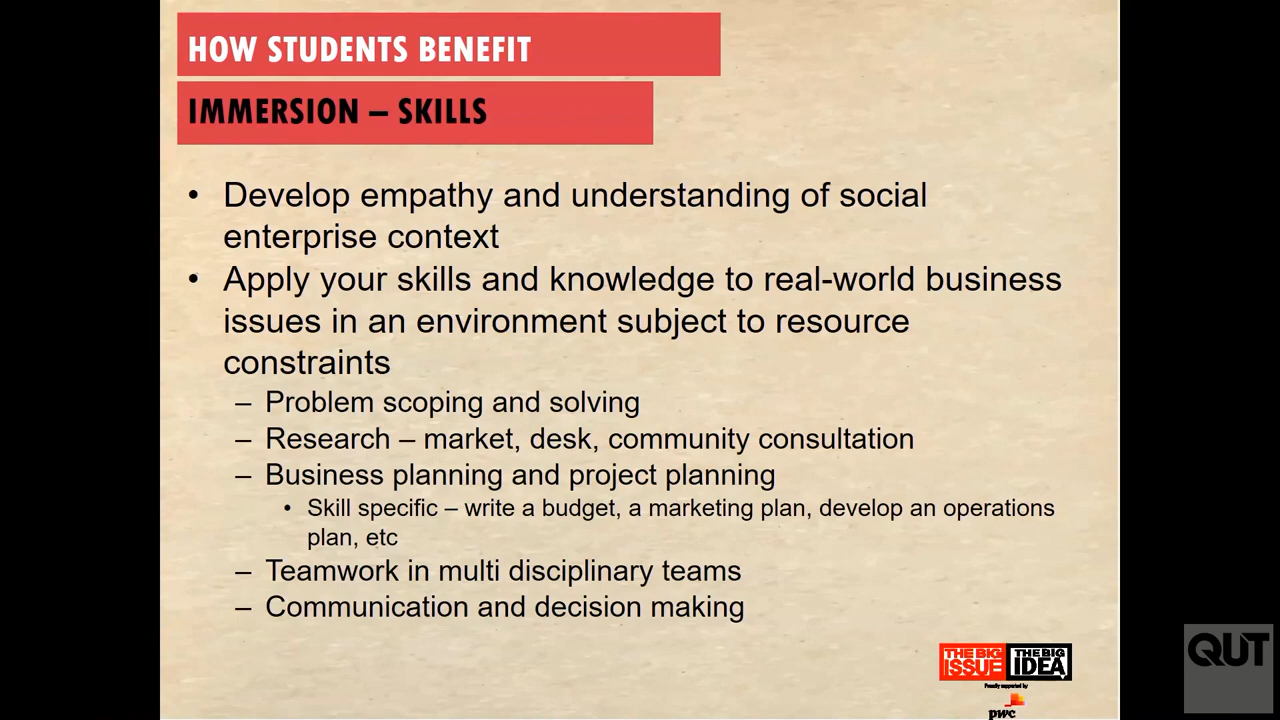 HOW STUDENTS BENEFIT
IMMERSION – SKILLS
• Develop empathy and understanding of social
enterprise context
• Apply your skills and knowledge to real-world business
issues in an environment subject to resource
constraints
– Problem scoping and solving
– Research – market, desk, community consultation
– Business planning and project planning
• Skill specific – write a budget, a marketing plan, develop an operations
plan, etc
– Teamwork in multi disciplinary teams
– Communication and decision making
THE BIG ISSUE THE BIG IDEA
Proudly supported by
pwc
QUT